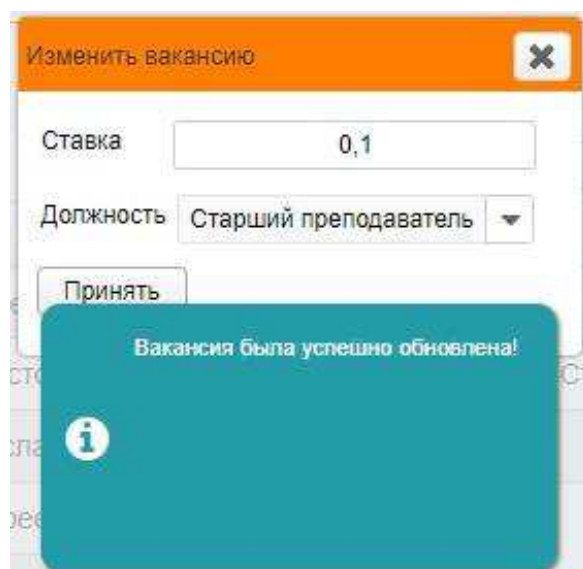 Изменить вакансию
Ставка 0,1
Должность Старший преподаватель
Принять
Вакансия была успешно обновлена!